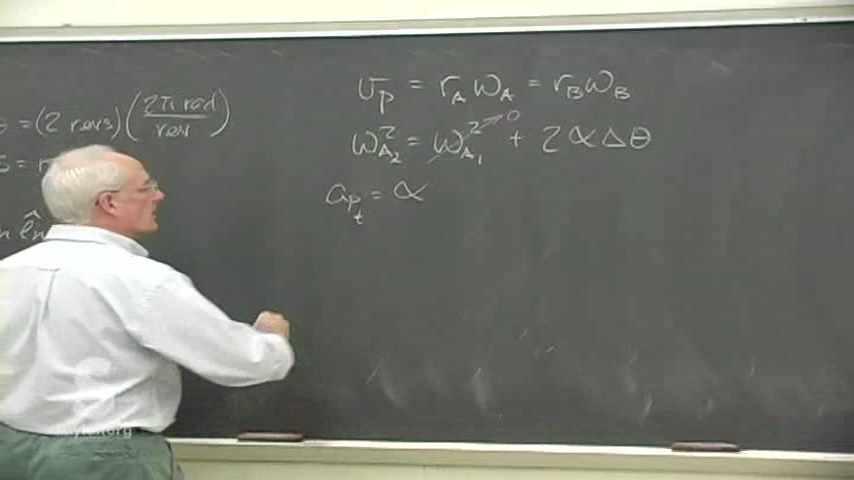 = (2 revs) (2π rad / rev)
v_P = r_A ω_A = r_B ω_B
ω_A₂² = ω_A₁² → 0 + 2 α Δθ
S = r
a_Pt = α
ê_n